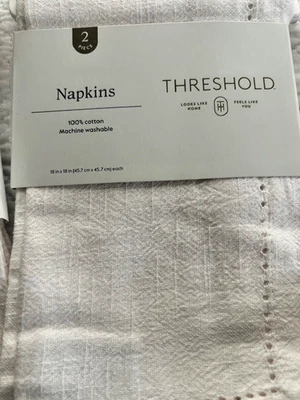 2
PIECE
Napkins
THRESHOLD
LOOKS LIKE HOME
FEELS LIKE YOU
100% cotton
Machine washable
18 in x 18 in (45.7 cm x 45.7 cm) each